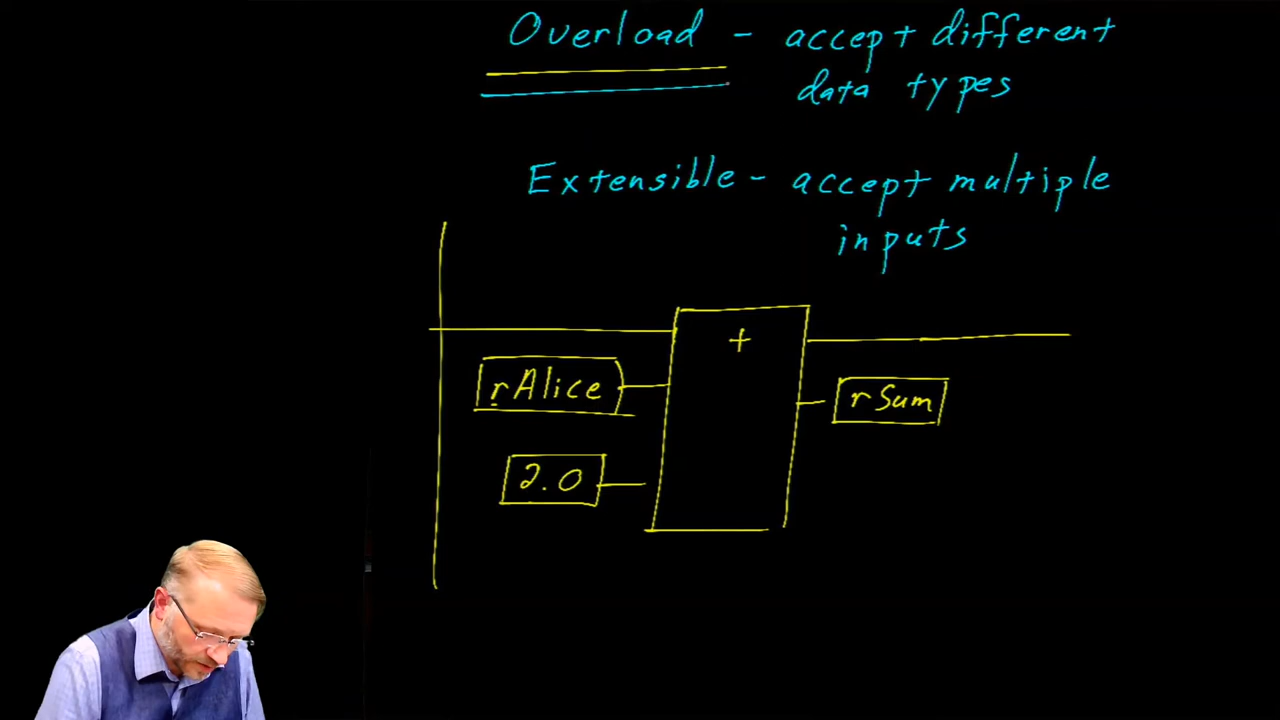 Overload - accept different
data types
Extensible - accept multiple
inputs
+
rAlice
rSum
2.0